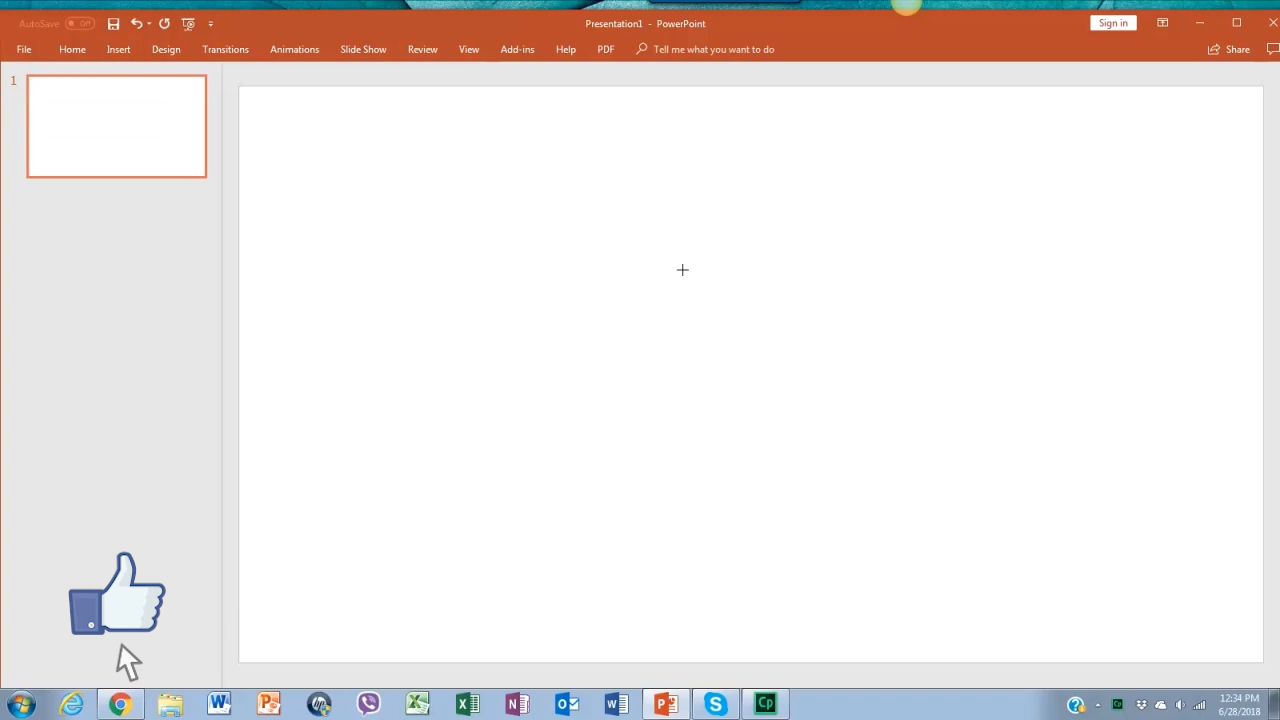 AutoSave Off
Presentation1 - PowerPoint
Sign in
File Home Insert Design Transitions Animations Slide Show Review View Add-ins Help PDF Tell me what you want to do Share
1
12:34 PM
6/28/2018